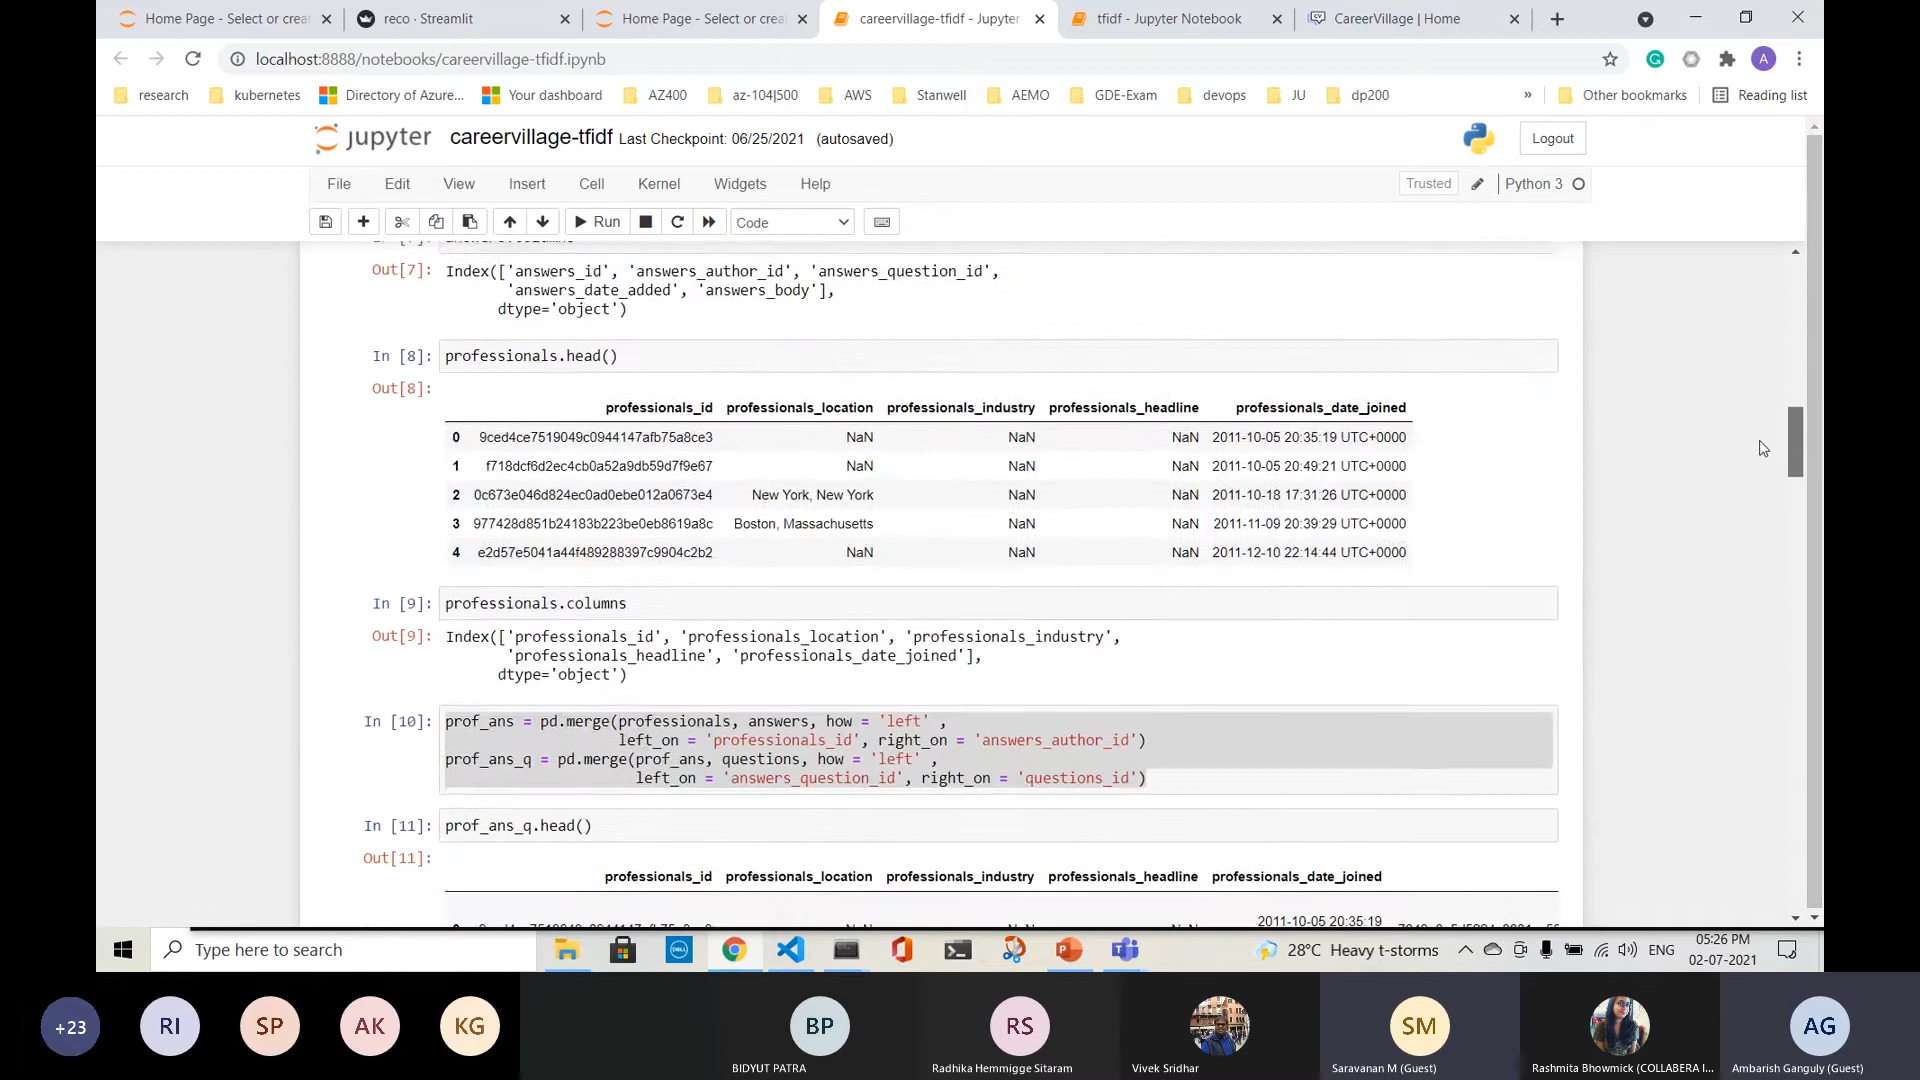 Home Page - Select or crea
reco · Streamlit
Home Page - Select or crea
careervillage-tfidf - Jupyter
tfidf - Jupyter Notebook
CareerVillage | Home
localhost:8888/notebooks/careervillage-tfidf.ipynb
A
research
kubernetes
Directory of Azure...
Your dashboard
AZ400
az-104|500
AWS
Stanwell
AEMO
GDE-Exam
devops
JU
dp200
»
Other bookmarks
Reading list
jupyter
careervillage-tfidf Last Checkpoint: 06/25/2021 (autosaved)
Logout
File Edit View Insert Cell Kernel Widgets Help
Trusted
Python 3
Run
Code
Out[7]: Index(['answers_id', 'answers_author_id', 'answers_question_id',
'answers_date_added', 'answers_body'],
dtype='object')
In [8]: professionals.head()
Out[8]:
professionals_id professionals_location professionals_industry professionals_headline professionals_date_joined
0 9ced4ce7519049c0944147afb75a8ce3 NaN NaN NaN 2011-10-05 20:35:19 UTC+0000
1 f718dcf6d2ec4cb0a52a9db59d7f9e67 NaN NaN NaN 2011-10-05 20:49:21 UTC+0000
2 0c673e046d824ec0ad0ebe012a0673e4 New York, New York NaN NaN 2011-10-18 17:31:26 UTC+0000
3 977428d851b24183b223be0eb8619a8c Boston, Massachusetts NaN NaN 2011-11-09 20:39:29 UTC+0000
4 e2d57e5041a44f489288397c9904c2b2 NaN NaN NaN 2011-12-10 22:14:44 UTC+0000
In [9]: professionals.columns
Out[9]: Index(['professionals_id', 'professionals_location', 'professionals_industry',
'professionals_headline', 'professionals_date_joined'],
dtype='object')
In [10]: prof_ans = pd.merge(professionals, answers, how = 'left' ,
left_on = 'professionals_id', right_on = 'answers_author_id')
prof_ans_q = pd.merge(prof_ans, questions, how = 'left' ,
left_on = 'answers_question_id', right_on = 'questions_id')
In [11]: prof_ans_q.head()
Out[11]:
professionals_id professionals_location professionals_industry professionals_headline professionals_date_joined
2011-10-05 20:35:19
Type here to search
DELL
28°C Heavy t-storms
ENG
05:26 PM
02-07-2021
+23
RI
SP
AK
KG
BP
RS
SM
AG
BIDYUT PATRA
Radhika Hemmigge Sitaram
Vivek Sridhar
Saravanan M (Guest)
Rashmita Bhowmick (COLLABERA I...
Ambarish Ganguly (Guest)